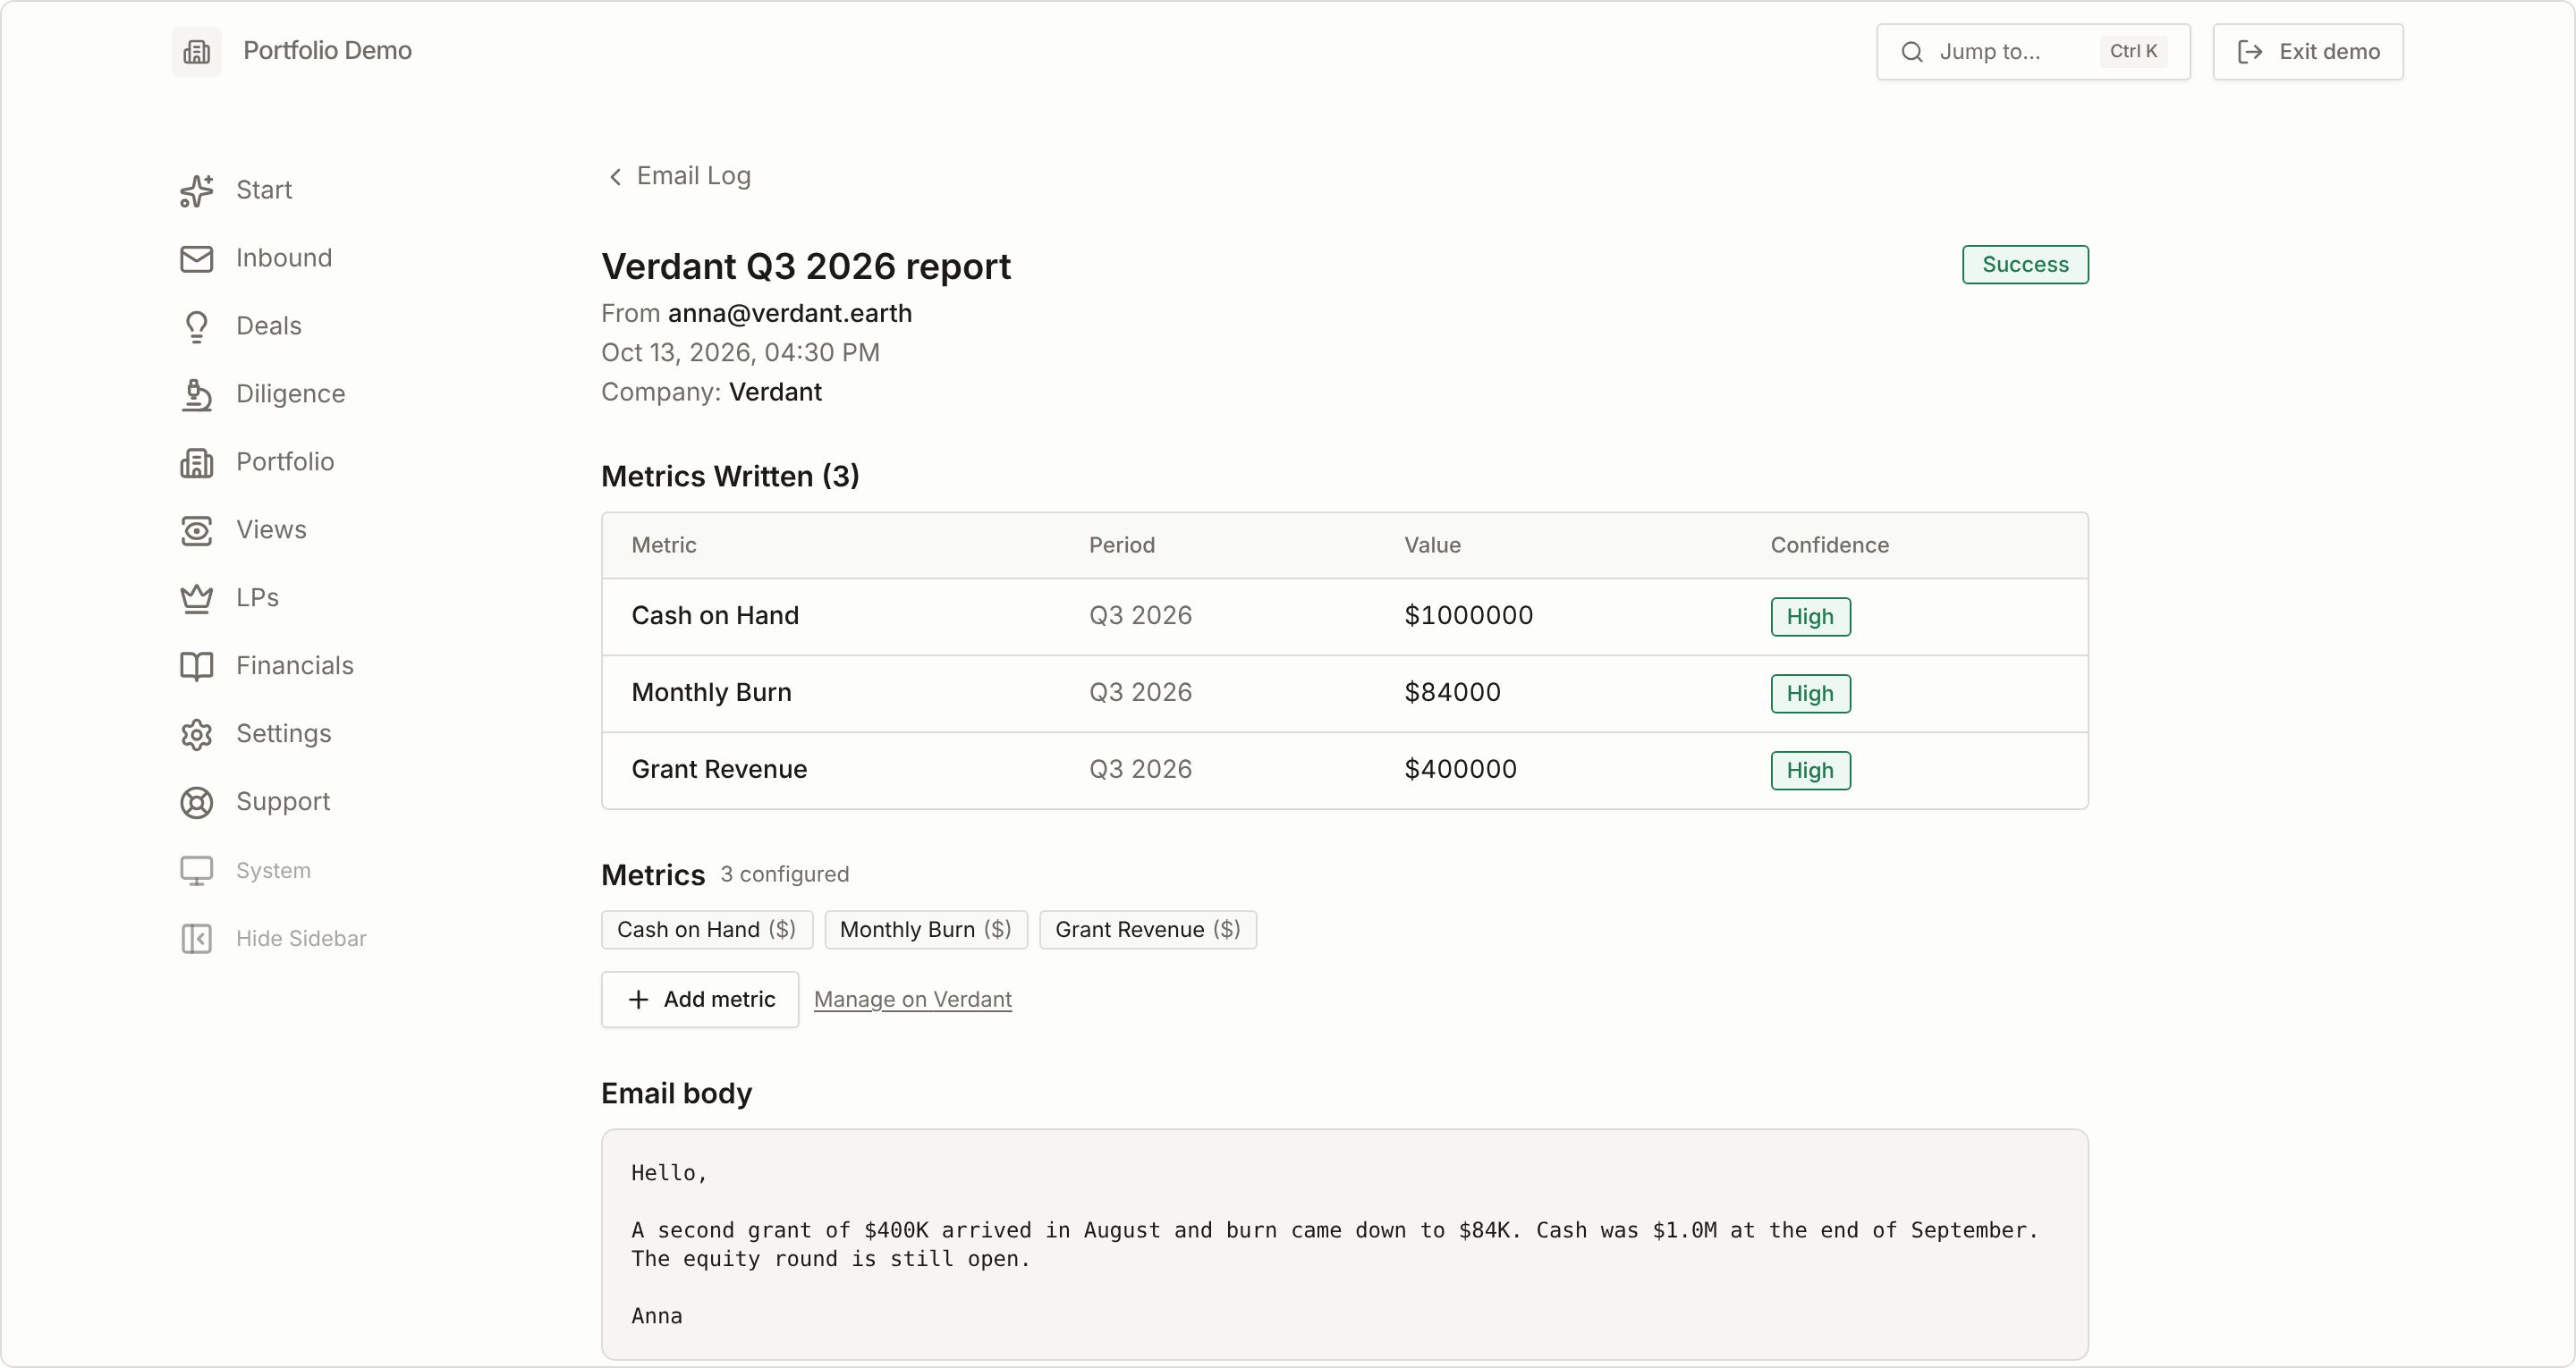 Portfolio Demo
Jump to...
Ctrl K
Exit demo
Start
Inbound
Deals
Diligence
Portfolio
Views
LPs
Financials
Settings
Support
System
Hide Sidebar
Email Log
Verdant Q3 2026 report
Success
From anna@verdant.earth
Oct 13, 2026, 04:30 PM
Company: Verdant
Metrics Written (3)
Metric Period Value Confidence
Cash on Hand Q3 2026 $1000000 High
Monthly Burn Q3 2026 $84000 High
Grant Revenue Q3 2026 $400000 High
Metrics 3 configured
Cash on Hand ($) Monthly Burn ($) Grant Revenue ($)
Add metric Manage on Verdant
Email body
Hello,
A second grant of $400K arrived in August and burn came down to $84K. Cash was $1.0M at the end of September.
The equity round is still open.
Anna